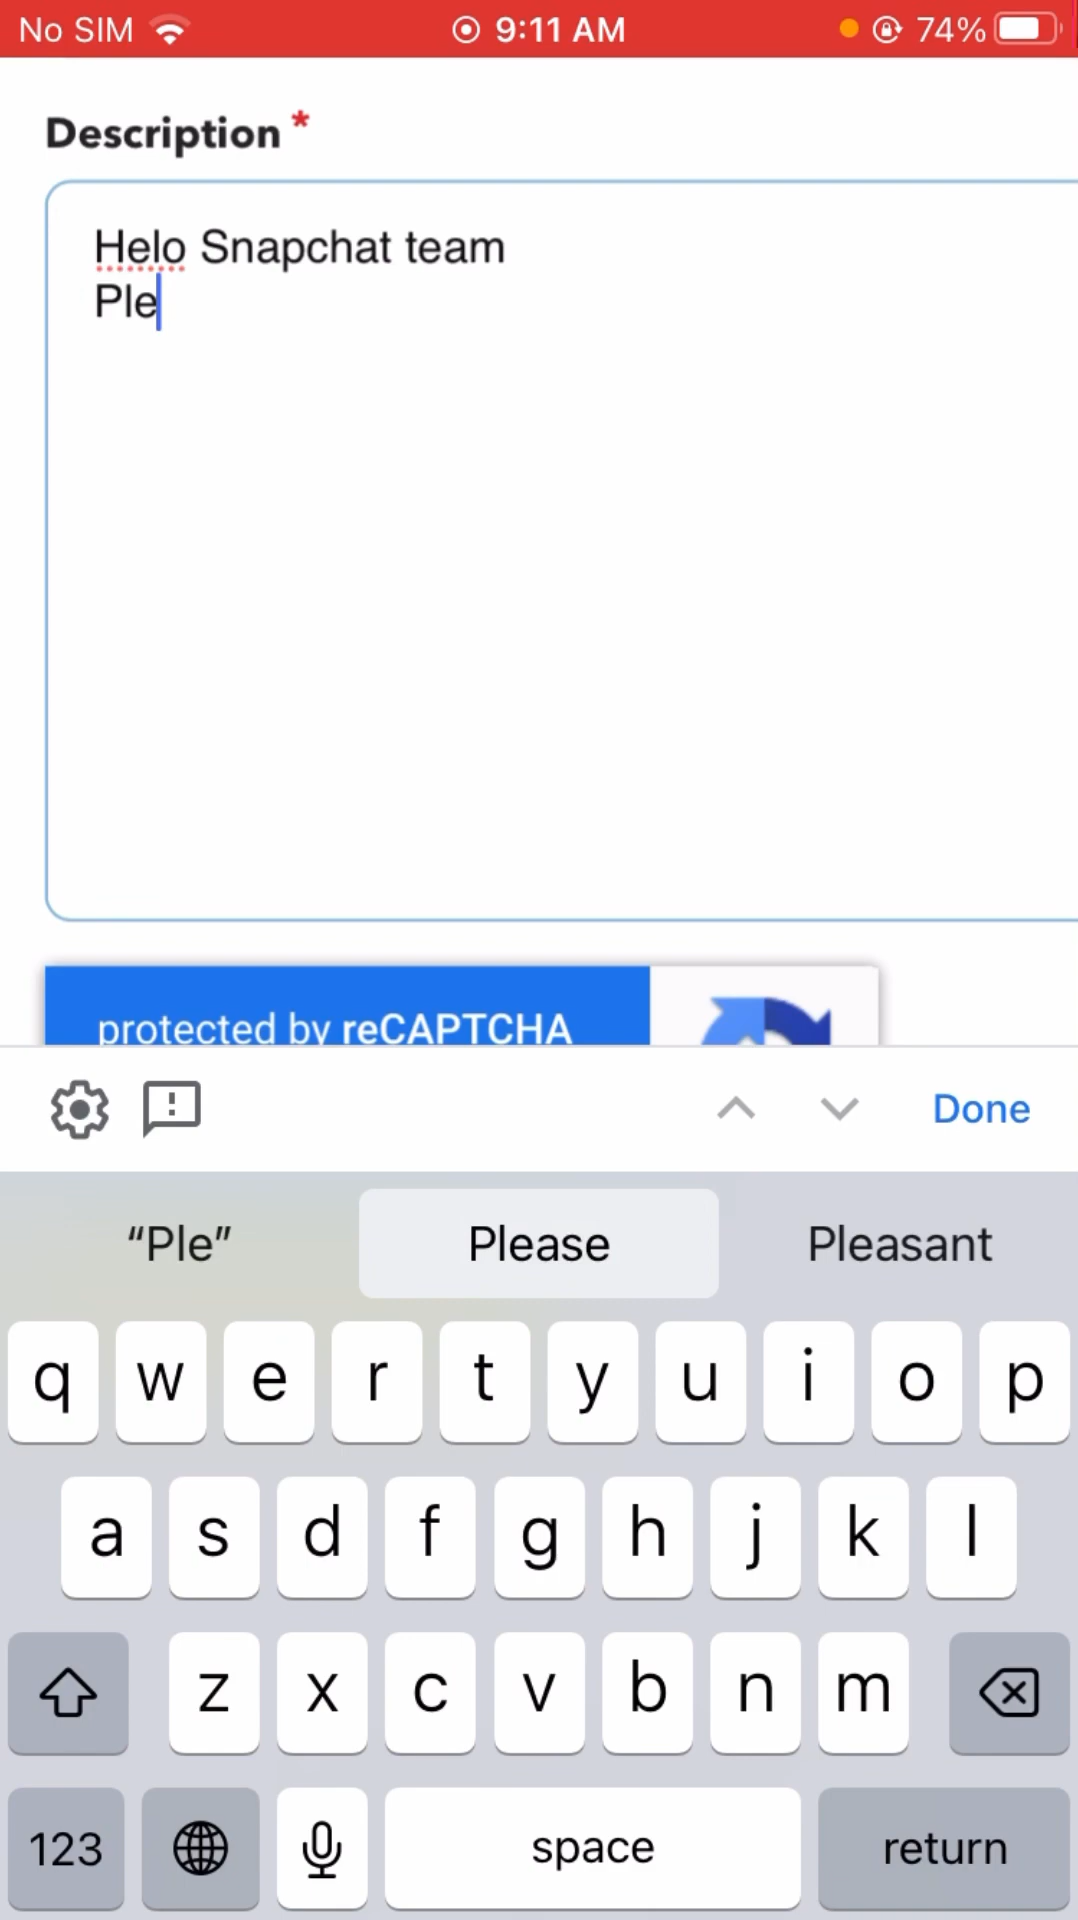 No SIM 9:11 AM 74%
Description *
Helo Snapchat team
Ple
protected by reCAPTCHA
Done
“Ple” Please Pleasant
q w e r t y u i o p
a s d f g h j k l
z x c v b n m
123 space return